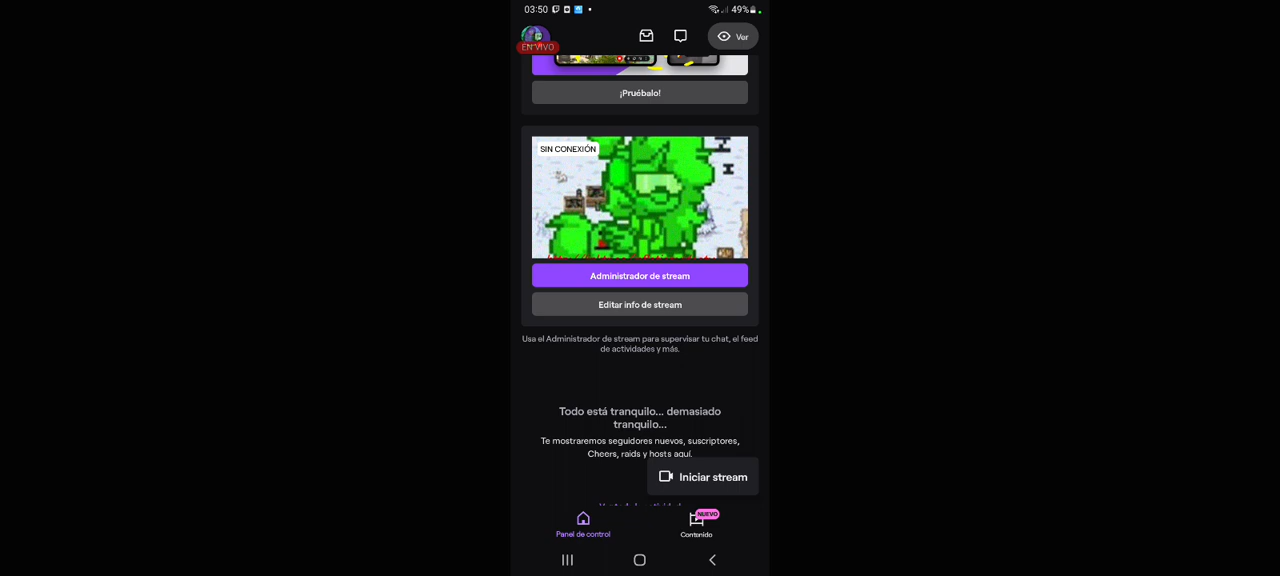 03:50
49%
EN VIVO
Ver
¡Pruébalo!
SIN CONEXIÓN
Administrador de stream
Editar info de stream
Usa el Administrador de stream para supervisar tu chat, el feed
de actividades y más.
Todo está tranquilo... demasiado
tranquilo...
Te mostraremos seguidores nuevos, suscriptores,
Cheers, raids y hosts aquí.
Iniciar stream
NUEVO
Panel de control
Contenido